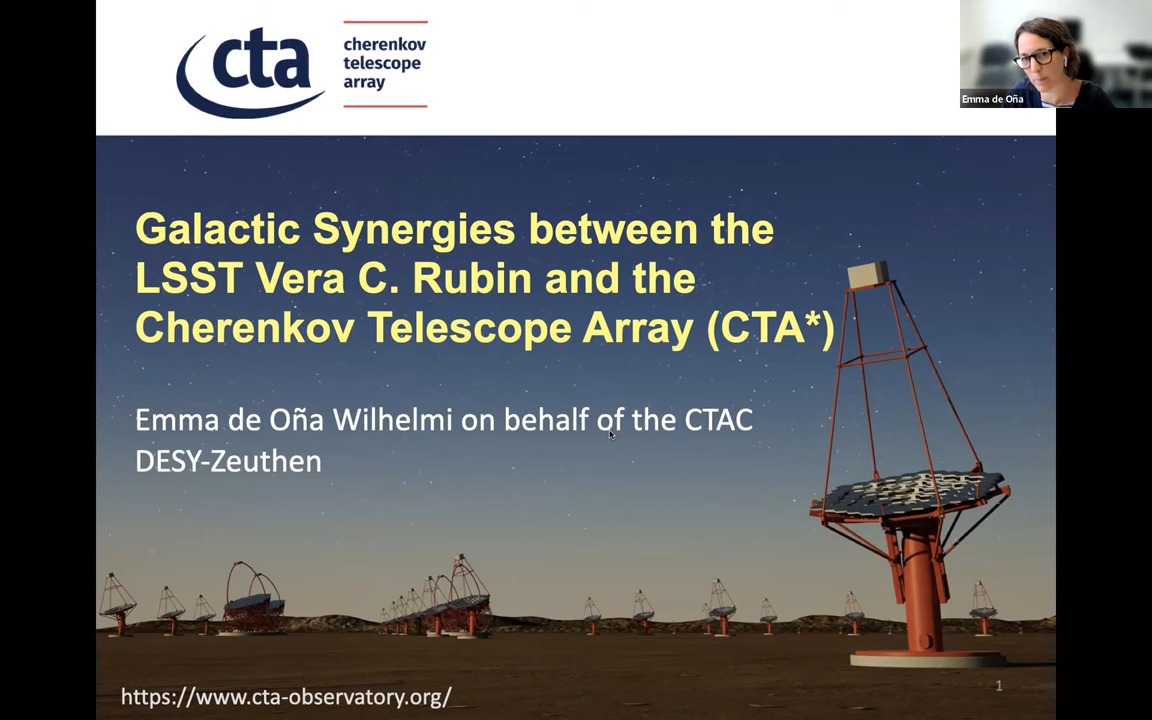 cta
cherenkov
telescope
array
Emma de Oña
Galactic Synergies between the
LSST Vera C. Rubin and the
Cherenkov Telescope Array (CTA*)
Emma de Oña Wilhelmi on behalf of the CTAC
DESY-Zeuthen
https://www.cta-observatory.org/
1